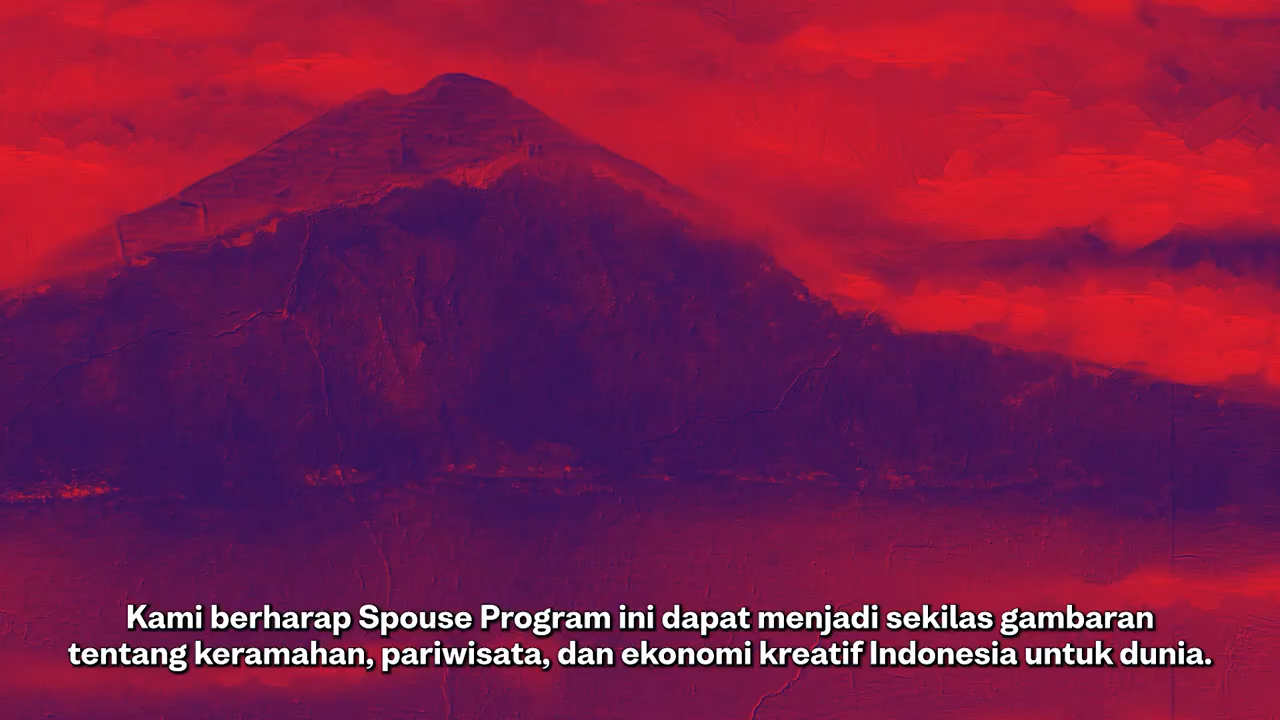 Kami berharap Spouse Program ini dapat menjadi sekilas gambaran
tentang keramahan, pariwisata, dan ekonomi kreatif Indonesia untuk dunia.